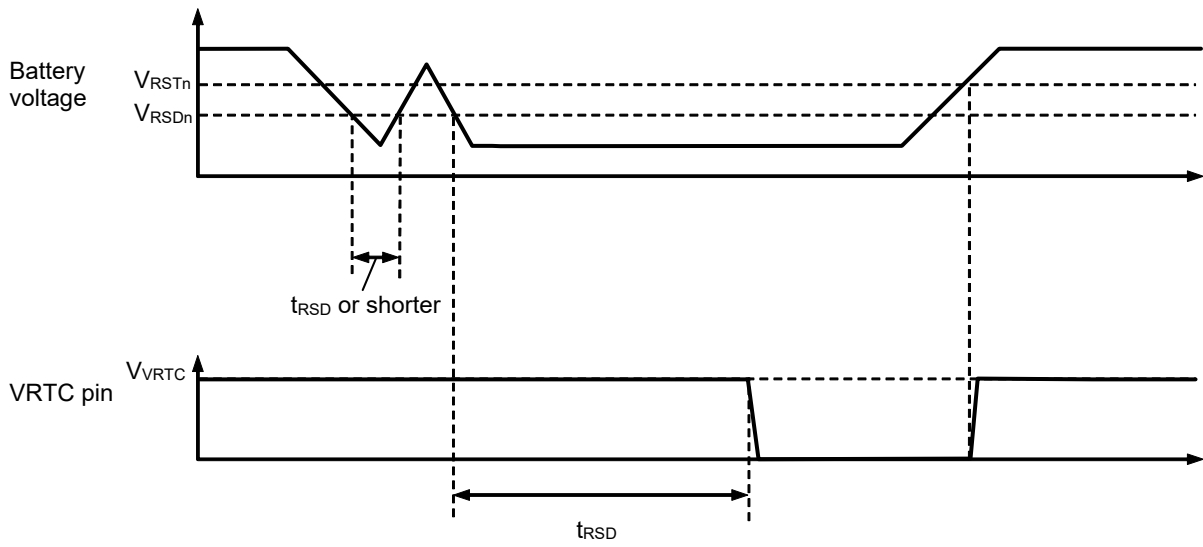 Battery
voltage
VRSTn
VRSDn
tRSD or shorter
VRTC pin
VVRTC
tRSD